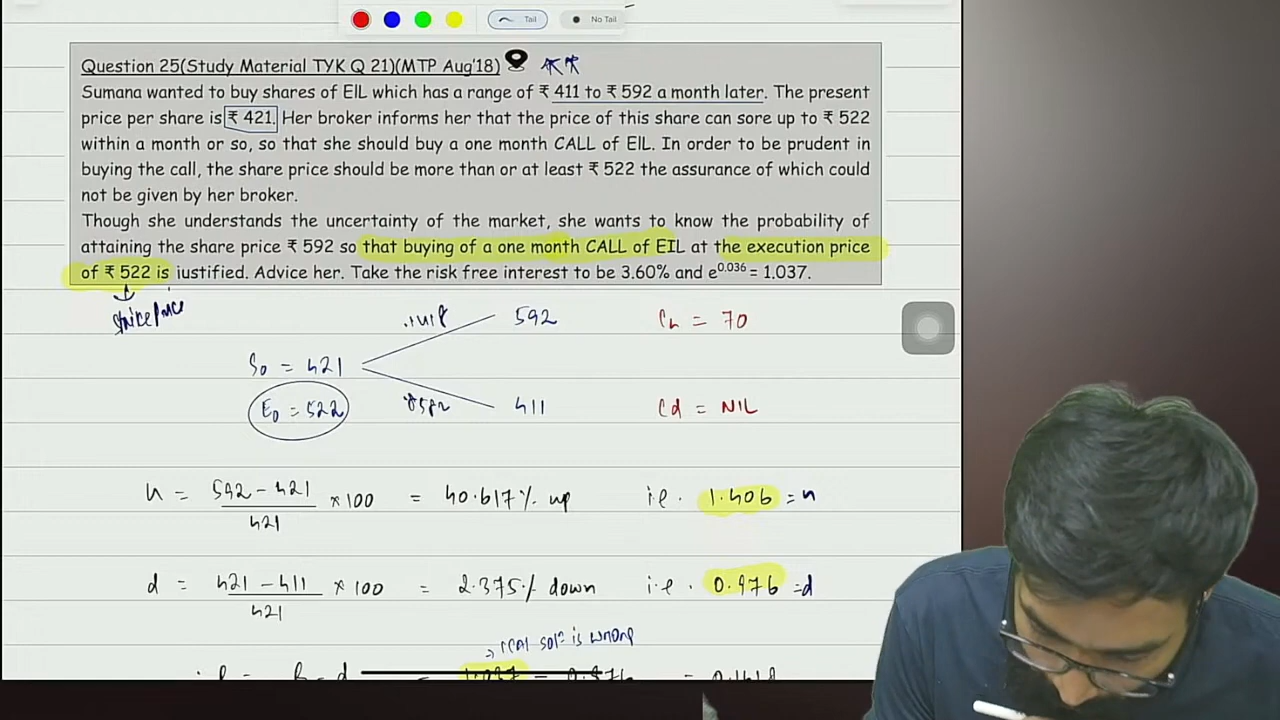 Tail
No Tail
Question 25(Study Material TYK Q 21)(MTP Aug'18)
Sumana wanted to buy shares of EIL which has a range of ₹ 411 to ₹ 592 a month later. The present
price per share is ₹ 421. Her broker informs her that the price of this share can sore up to ₹ 522
within a month or so, so that she should buy a one month CALL of EIL. In order to be prudent in
buying the call, the share price should be more than or at least ₹ 522 the assurance of which could
not be given by her broker.
Though she understands the uncertainty of the market, she wants to know the probability of
attaining the share price ₹ 592 so that buying of a one month CALL of EIL at the execution price
of ₹ 522 is justified. Advice her. Take the risk free interest to be 3.60% and e^0.036 = 1.037.
strike price
.1418 592 Cu = 70
S0 = 421
E0 = 522 .8582 411 Cd = NIL
u = 592 - 421 / 421 × 100 = 40.617% up i.e. 1.406 = u
d = 421 - 411 / 421 × 100 = 2.375% down i.e. 0.976 = d
real sol^n is wrong